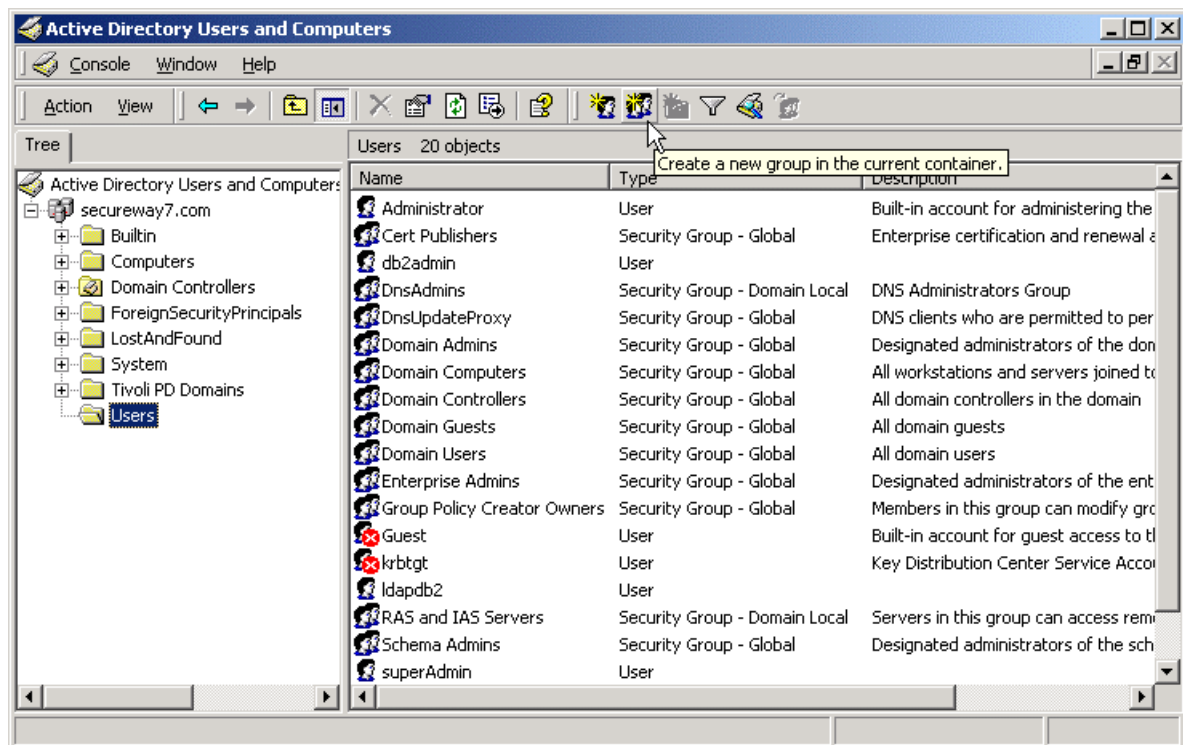 Active Directory Users and Computers
Console Window Help
Action View
Tree
Users 20 objects
Create a new group in the current container.
Name Type Description
Active Directory Users and Computers
secureway7.com
Builtin
Computers
Domain Controllers
ForeignSecurityPrincipals
LostAndFound
System
Tivoli PD Domains
Users
Administrator User Built-in account for administering the
Cert Publishers Security Group - Global Enterprise certification and renewal a
db2admin User
DnsAdmins Security Group - Domain Local DNS Administrators Group
DnsUpdateProxy Security Group - Global DNS clients who are permitted to per
Domain Admins Security Group - Global Designated administrators of the dom
Domain Computers Security Group - Global All workstations and servers joined to
Domain Controllers Security Group - Global All domain controllers in the domain
Domain Guests Security Group - Global All domain guests
Domain Users Security Group - Global All domain users
Enterprise Admins Security Group - Global Designated administrators of the ent
Group Policy Creator Owners Security Group - Global Members in this group can modify gro
Guest User Built-in account for guest access to th
krbtgt User Key Distribution Center Service Accou
ldapdb2 User
RAS and IAS Servers Security Group - Domain Local Servers in this group can access remo
Schema Admins Security Group - Global Designated administrators of the sch
superAdmin User